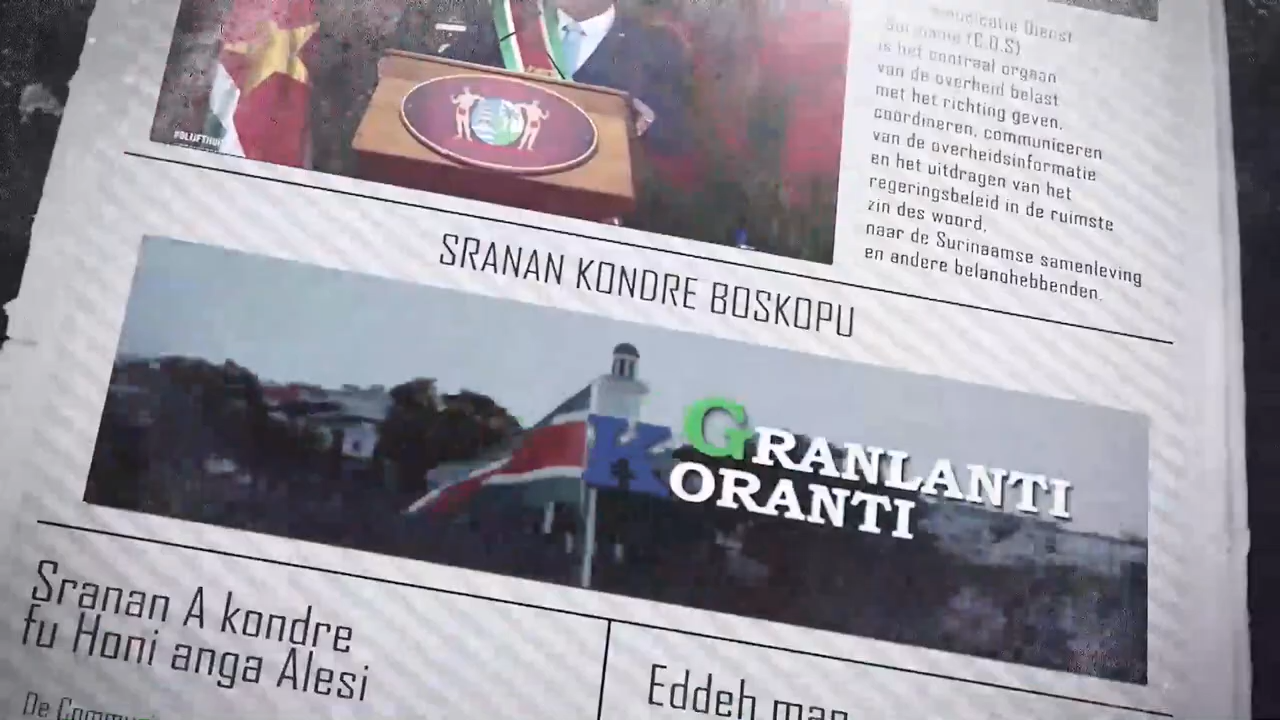 Dienst
Suriname (C.D.S)
is het centraal orgaan
van de overheid belast
met het richting geven,
coördineren, communiceren
van de overheidsinformatie
en het uitdragen van het
regeringsbeleid in de ruimste
zin des woord,
naar de Surinaamse samenleving
en andere belanghebbenden.
SRANAN KONDRE BOSKOPU
GRANLANTI
KORANTI
Sranan A kondre
fu Honi anga Alesi
Eddeh man
De